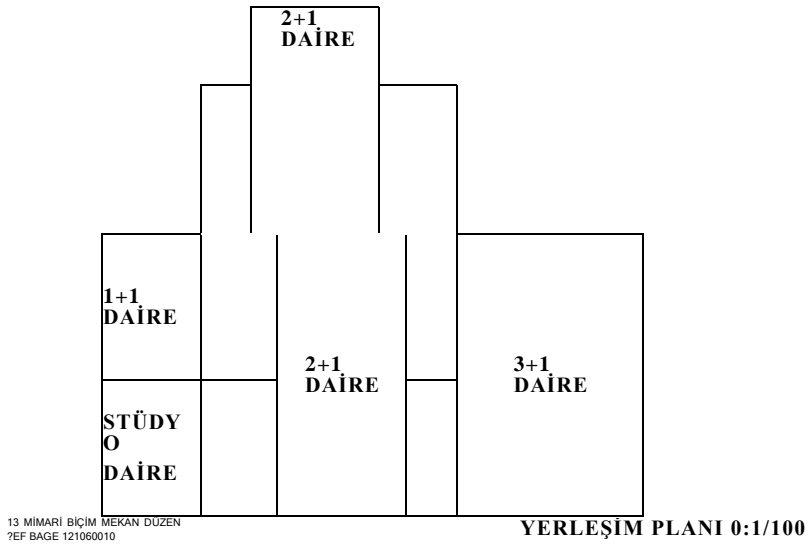 2+1
DAİRE
1+1
DAİRE
2+1
DAİRE
3+1
DAİRE
STÜDY
O
DAİRE
13 MİMARİ BİÇİM MEKAN DÜZEN
?EF BAGE 121060010
YERLEŞİM PLANI 0:1/100